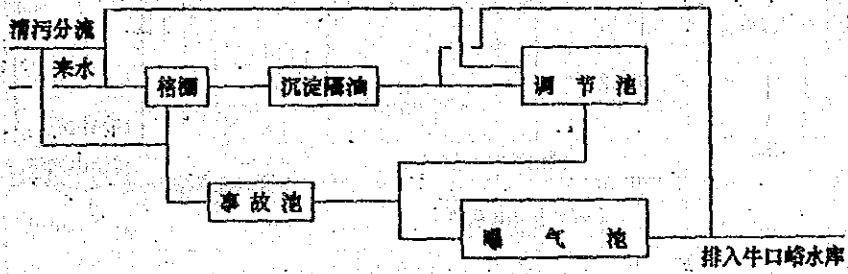 清污分流
来水
格栅
沉淀隔油
调节池
事故池
曝气池
排入牛口峪水库